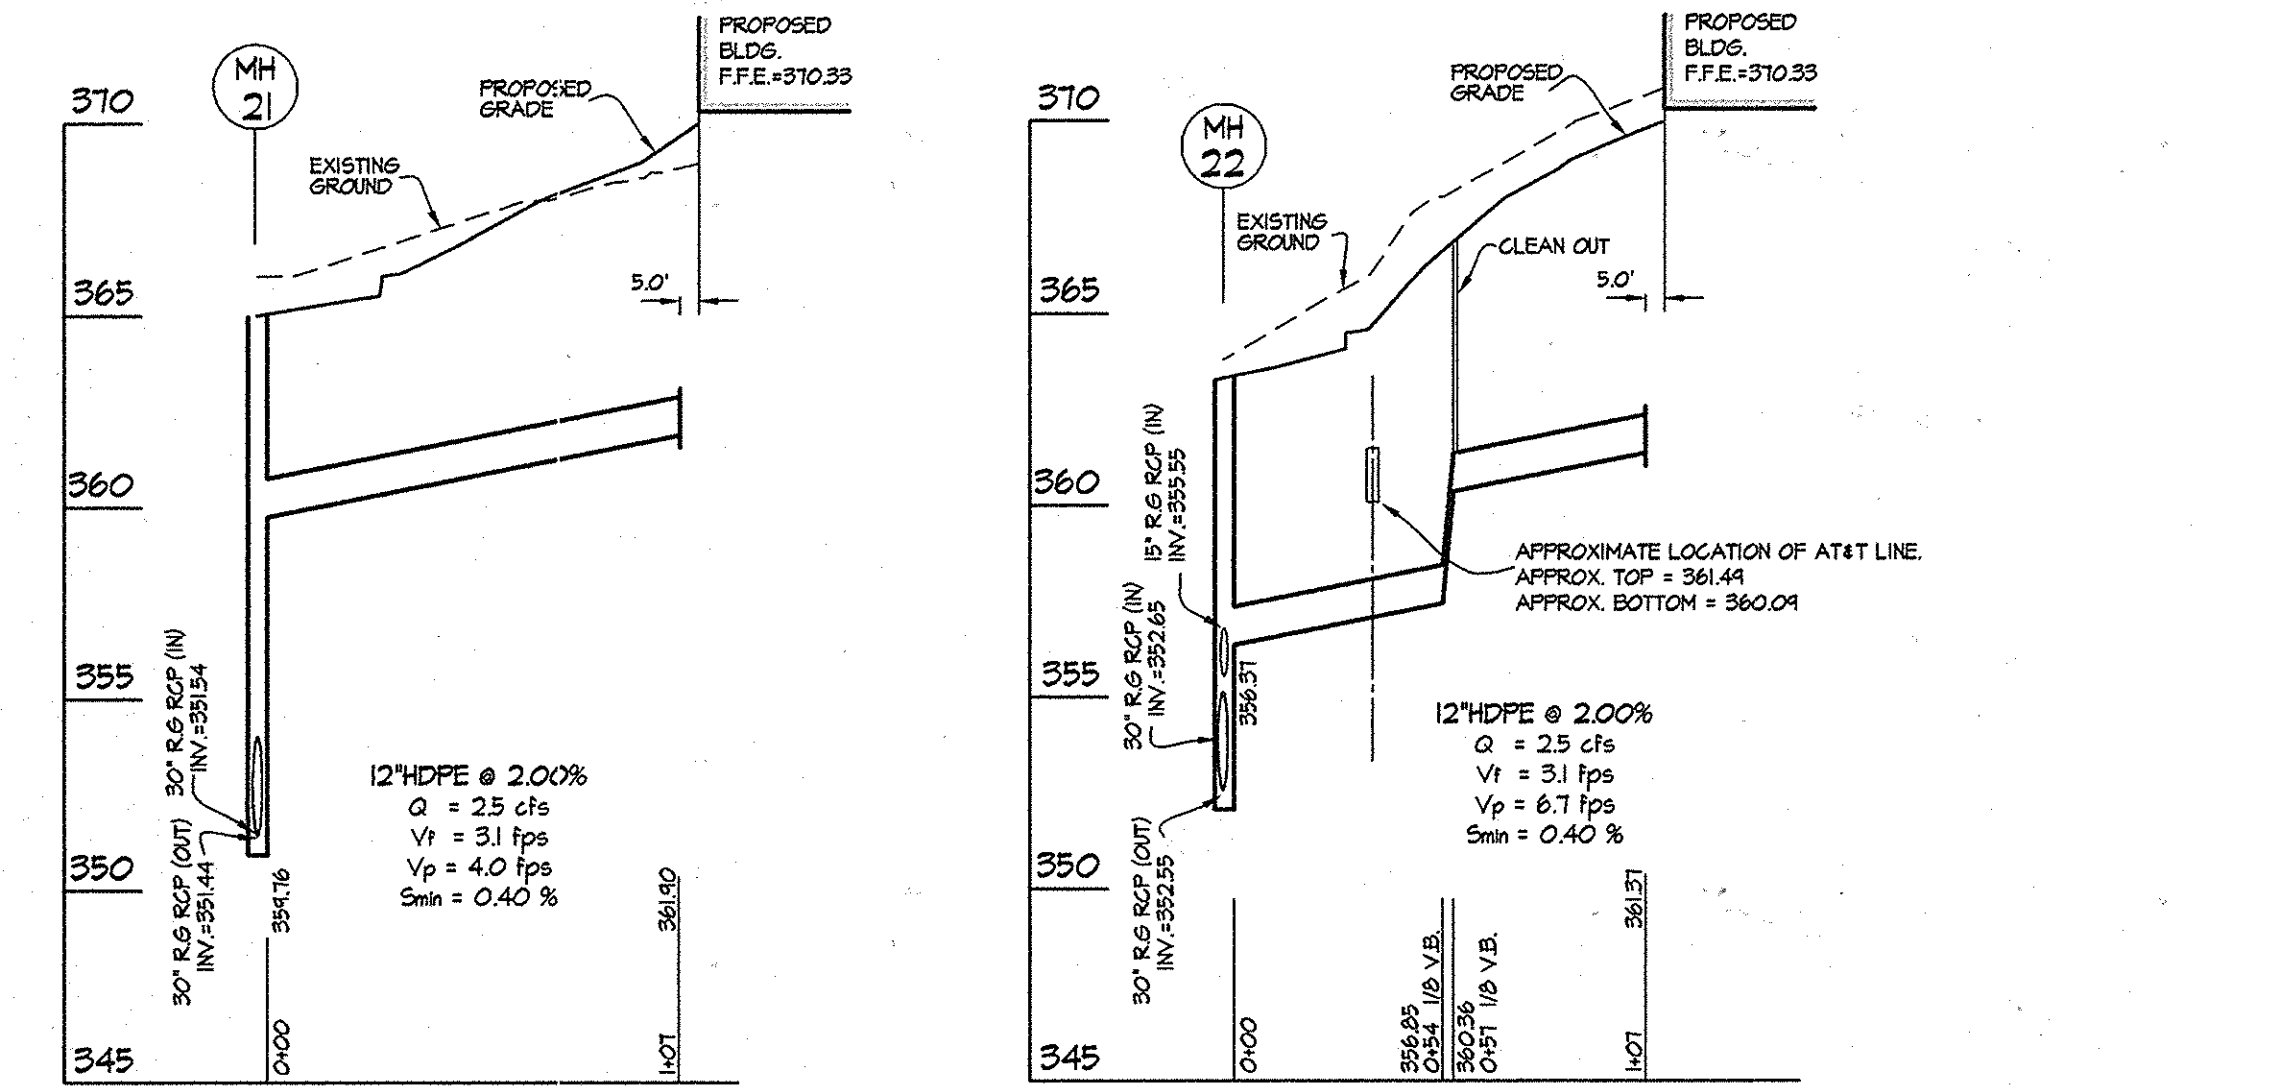 PROPOSED
BLDG.
F.F.E.=370.33
MH
21
PROPOSED
GRADE
370
EXISTING
GROUND
5.0'
365
360
30" R.G RCP (IN)
INV.=351.54
355
12"HDPE @ 2.00%
Q = 2.5 cfs
Vf = 3.1 fps
Vp = 4.0 fps
Smin = 0.40 %
30" R.G RCP (OUT)
INV.=351.44
350
359.76
361.90
0+00
1+07
345
PROPOSED
BLDG.
F.F.E.=370.33
PROPOSED
GRADE
370
MH
22
EXISTING
GROUND
CLEAN OUT
5.0'
365
15" R.G RCP (IN)
INV.=355.55
360
APPROXIMATE LOCATION OF AT&T LINE.
APPROX. TOP = 361.49
APPROX. BOTTOM = 360.09
30" R.G RCP (IN)
INV.=352.65
355
356.37
12"HDPE @ 2.00%
Q = 2.5 cfs
Vf = 3.1 fps
Vp = 6.7 fps
Smin = 0.40 %
30" R.G RCP (OUT)
INV.=352.55
350
361.37
0+00
356.85
0+54 1/8 V.B.
360.36
0+57 1/8 V.B.
1+07
345